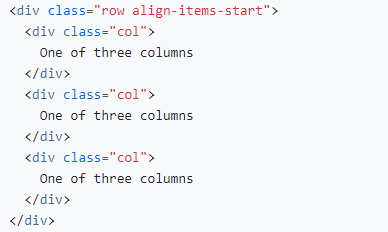 <div class="row align-items-start">
  <div class="col">
    One of three columns
  </div>
  <div class="col">
    One of three columns
  </div>
  <div class="col">
    One of three columns
  </div>
</div>